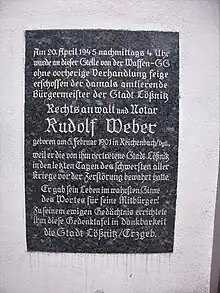 Am 20. April 1945 nachmittags 4 Uhr
wurde an dieser Stelle von der Waffen-SS
ohne vorherige Verhandlung feige
erschossen der damals amtierende
Bürgermeister der Stadt Lößnitz
Rechtsanwalt und Notar
Rudolf Weber
geboren am 5. Februar 1901 in Reichenbach/Vgtl.
weil er die von ihm vertretene Stadt Lößnitz
in den letzten Tagen des schwersten aller
Kriege vor der Zerstörung bewahrt hatte
Er gab sein Leben im wahrsten Sinne
des Wortes für seine Mitbürger!
Zu seinem ewigen Gedächtnis errichtete
ihm diese Gedenktafel in Dankbarkeit
die Stadt Lößnitz/Erzgeb.